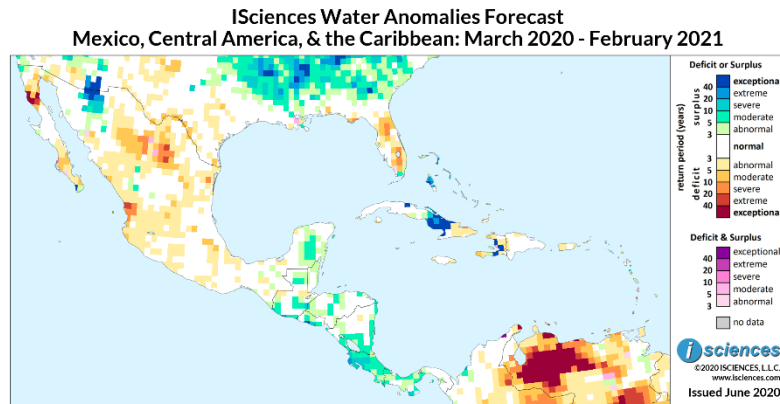 ISciences Water Anomalies Forecast
Mexico, Central America, & the Caribbean: March 2020 - February 2021
Deficit or Surplus
return period (years)
surplus
deficit
exceptiona
40
extreme
20
severe
10
moderate
5
abnormal
3
normal
3
abnormal
5
moderate
10
severe
20
extreme
40
exceptiona
Deficit & Surplus
exceptional
40
extreme
20
severe
10
moderate
5
abnormal
3
no data
i sciences
©2020 ISCIENCES, L.L.C.
www.isciences.com
Issued June 2020